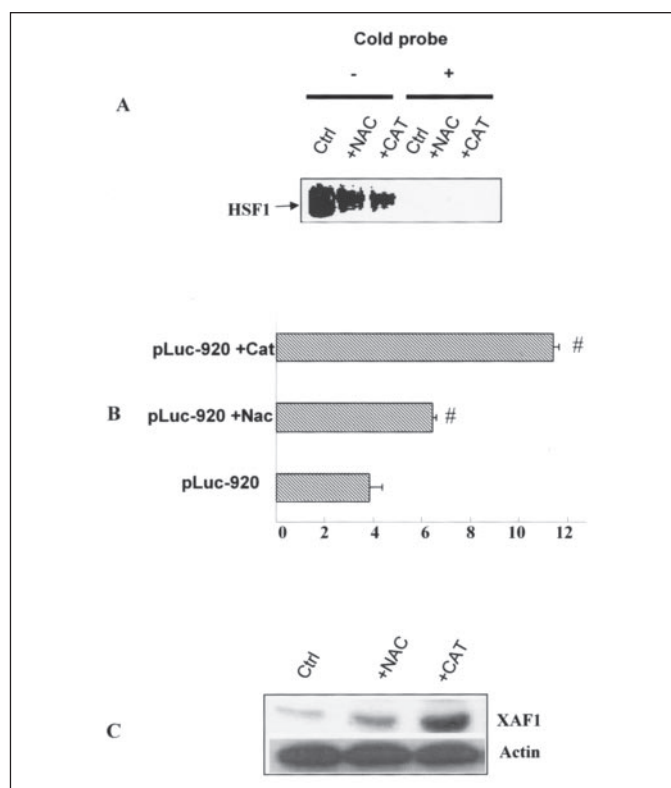 Cold probe
- +
A
Ctrl +NAC +CAT Ctrl +NAC +CAT
HSF1
pLuc-920 +Cat #
B pLuc-920 +Nac #
pLuc-920
0 2 4 6 8 10 12
Ctrl +NAC +CAT
XAF1
C
Actin